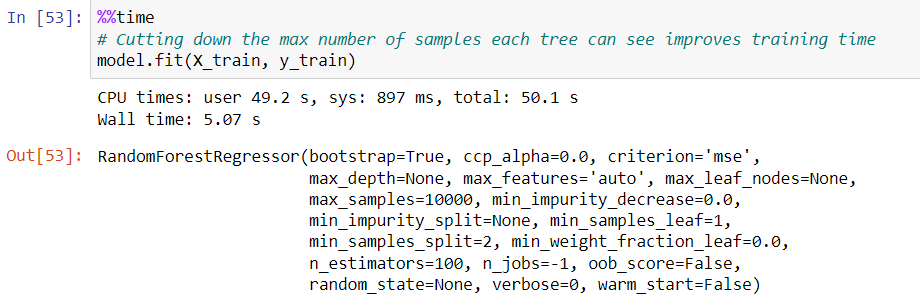 In [53]: %%time
# Cutting down the max number of samples each tree can see improves training time
model.fit(X_train, y_train)
CPU times: user 49.2 s, sys: 897 ms, total: 50.1 s
Wall time: 5.07 s
Out[53]: RandomForestRegressor(bootstrap=True, ccp_alpha=0.0, criterion='mse',
max_depth=None, max_features='auto', max_leaf_nodes=None,
max_samples=10000, min_impurity_decrease=0.0,
min_impurity_split=None, min_samples_leaf=1,
min_samples_split=2, min_weight_fraction_leaf=0.0,
n_estimators=100, n_jobs=-1, oob_score=False,
random_state=None, verbose=0, warm_start=False)